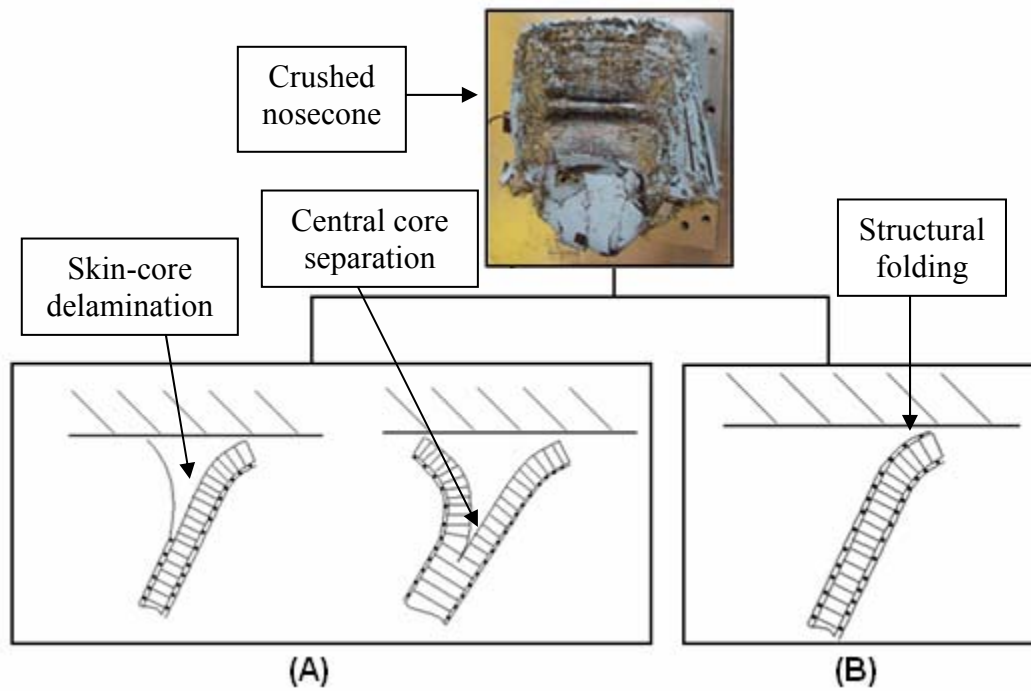 Crushed
nosecone
Central core
separation
Structural
folding
Skin-core
delamination
(A)
(B)